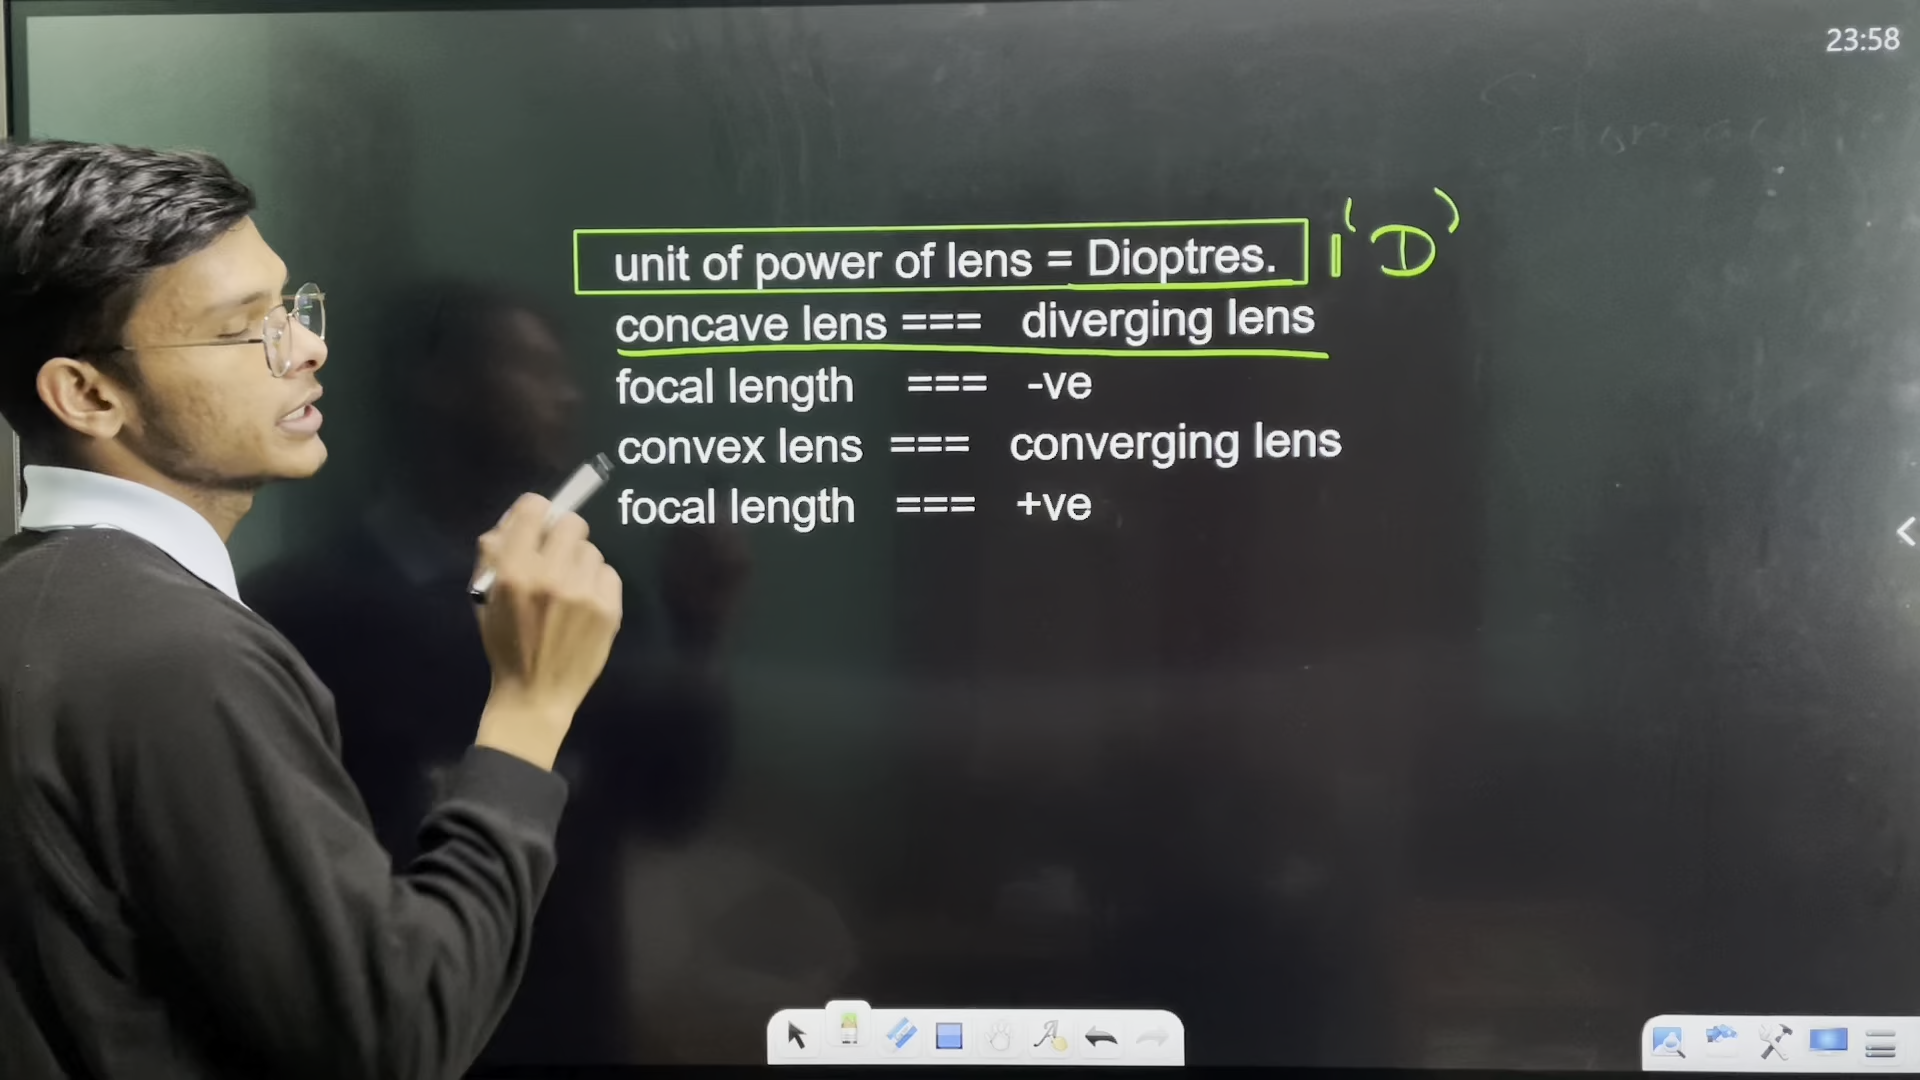 23:58
unit of power of lens = Dioptres. 'D'
concave lens === diverging lens
focal length === -ve
convex lens === converging lens
focal length === +ve